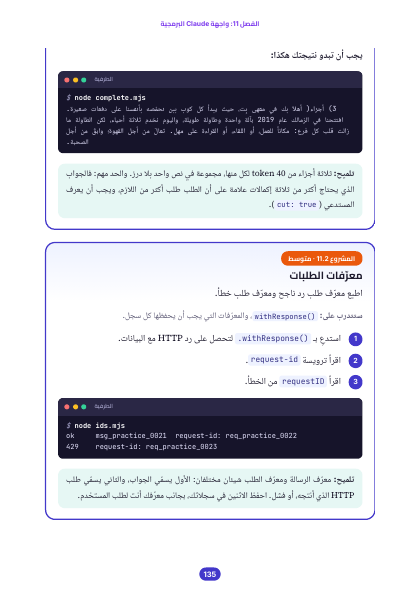 الفصل 11: واجهة Claude البرمجية
يجب أن تبدو نتيجتك هكذا:
الطرفية
$ node complete.mjs
3) أجزاء( أهلا بك في مقهى بت، حيث يبدأ كل كوب بن نحمصه بأنفسنا على دفعات صغيرة.
افتتحنا في الزمالك عام 2019 بآلة واحدة وطاولة طويلة، واليوم نخدم ثلاثة أحياء، لكن الطاولة ما
زالت قلب كل فرع: مكاناً للعمل، أو اللقاء، أو القراءة على مهل. تعال من أجل القهوة وابقَ من أجل
الصحبة.
تلميح: ثلاثة أجزاء من 40 token لكل منها، مجموعة في نص واحد بلا درز. والحد مهم: فالجواب
الذي يحتاج أكثر من ثلاثة إكمالات علامة على أن الطلب طلب أكثر من اللازم، ويجب أن يعرف
المستدعي ( cut: true ).
المشروع 11.2 · متوسط
معرّفات الطلبات
اطبع معرّف طلب رد ناجح ومعرّف طلب خطأ.
ستتدرب على: withResponse() ، والمعرّفات التي يجب أن يحفظها كل سجل.
1 استدعِ بـ .withResponse() لتحصل على رد HTTP مع البيانات.
2 اقرأ ترويسة request-id .
3 اقرأ requestID من الخطأ.
الطرفية
$ node ids.mjs
ok msg_practice_0021 request-id: req_practice_0022
429 request-id: req_practice_0023
تلميح: معرّف الرسالة ومعرّف الطلب شيئان مختلفان: الأول يسمّي الجواب، والثاني يسمّي طلب
HTTP الذي أنتجه، أو فشل. احفظ الاثنين في سجلاتك، بجانب معرّفك أنت لطلب المستخدم.
135